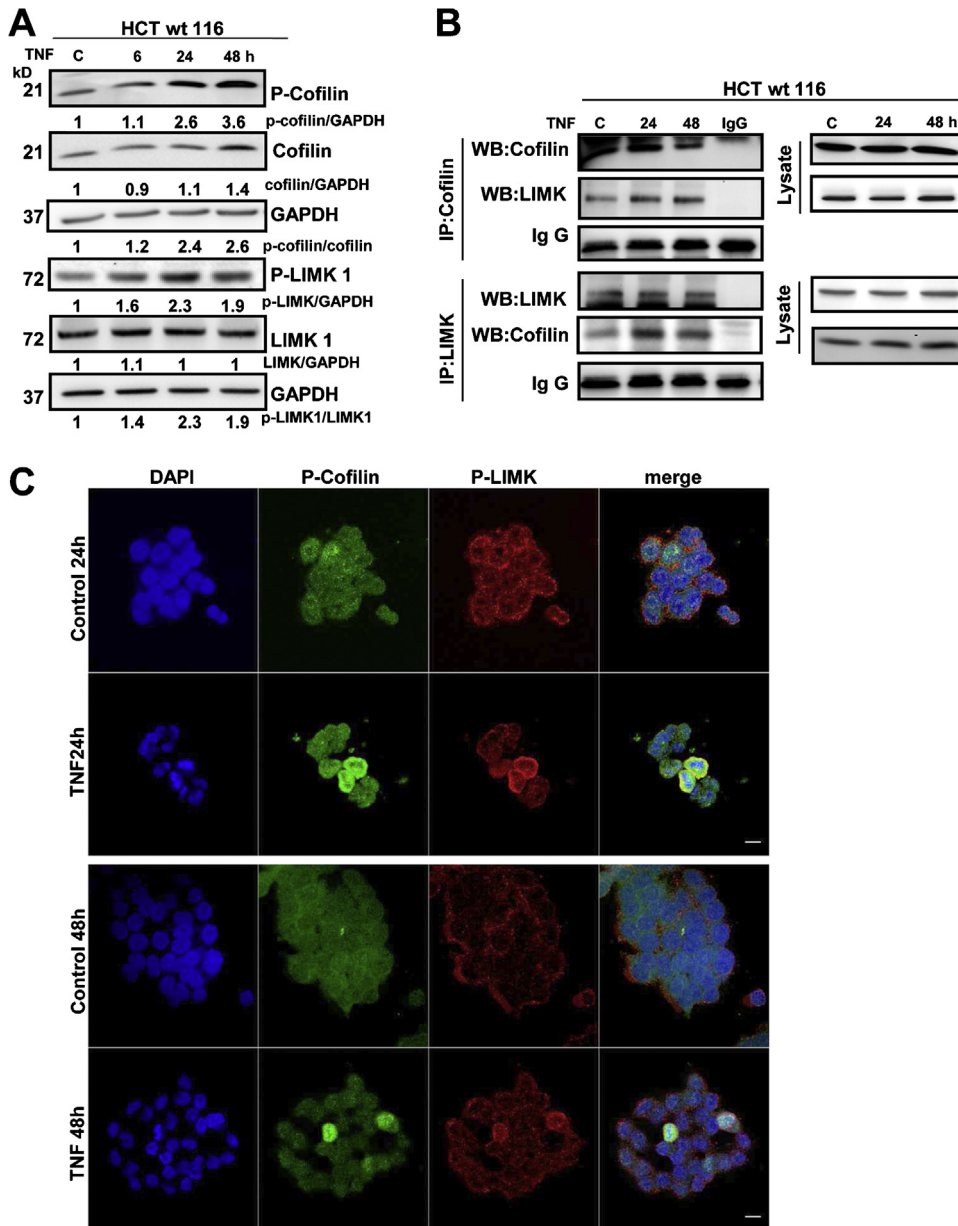 A
HCT wt 116
TNF C 6 24 48 h
kD
21 P-Cofilin
1 1.1 2.6 3.6 p-cofilin/GAPDH
21 Cofilin
1 0.9 1.1 1.4 cofilin/GAPDH
37 GAPDH
1 1.2 2.4 2.6 p-cofilin/cofilin
72 P-LIMK 1
1 1.6 2.3 1.9 p-LIMK/GAPDH
72 LIMK 1
1 1.1 1 1 LIMK/GAPDH
37 GAPDH
1 1.4 2.3 1.9 p-LIMK1/LIMK1
B
HCT wt 116
TNF C 24 48 IgG C 24 48 h
IP:Cofilin
WB:Cofilin
WB:LIMK
Ig G
Lysate
IP:LIMK
WB:LIMK
WB:Cofilin
Ig G
Lysate
C
DAPI P-Cofilin P-LIMK merge
Control 24h
TNF24h
Control 48h
TNF 48h